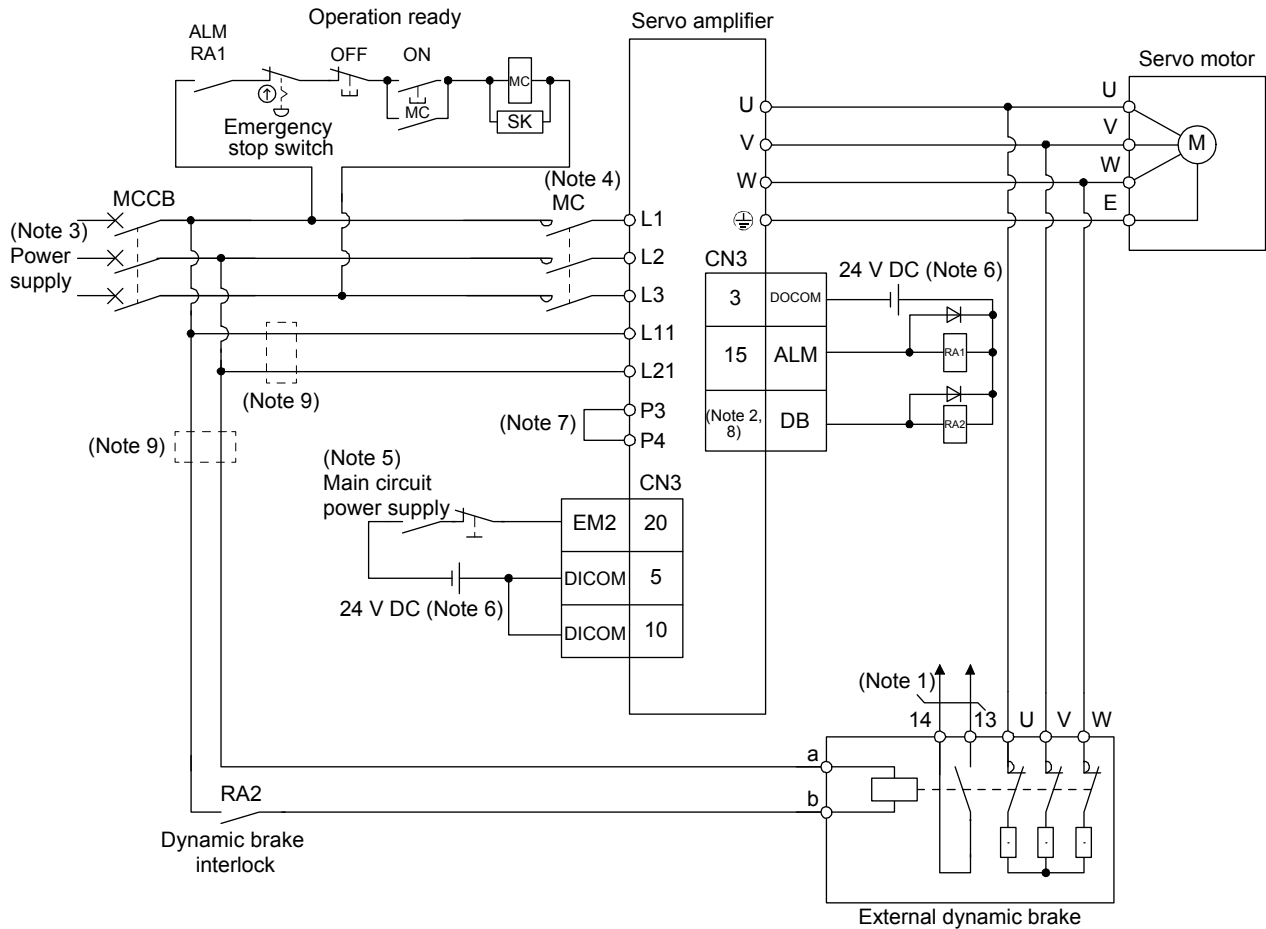 Operation ready
Servo amplifier
ALM
RA1
OFF
ON
MC
SK
MC
Emergency
stop switch
Servo motor
U
V
W
U
V
W
E
M
(Note 4)
MC
MCCB
(Note 3)
Power
supply
L1
L2
L3
L11
L21
P3
P4
(Note 7)
(Note 9)
(Note 9)
CN3
3
DOCOM
24 V DC (Note 6)
15
ALM
RA1
(Note 2,
8)
DB
RA2
(Note 5)
Main circuit
power supply
CN3
EM2
20
DICOM
5
24 V DC (Note 6)
DICOM
10
(Note 1)
14
13
U
V
W
a
b
RA2
Dynamic brake
interlock
External dynamic brake